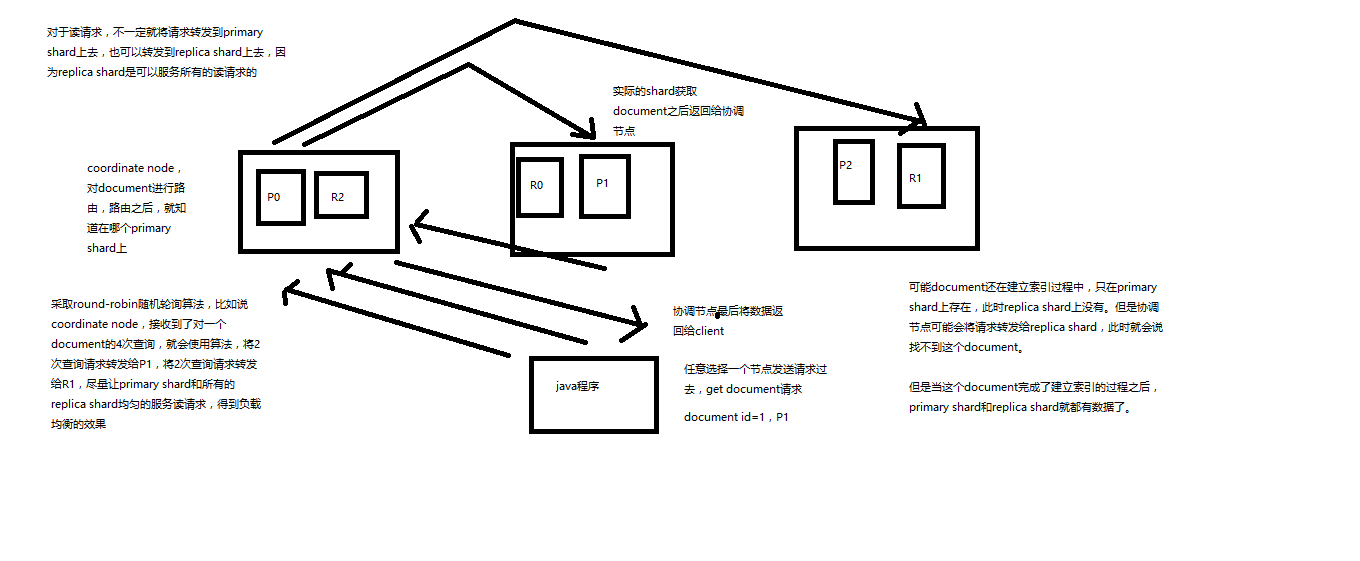 对于读请求，不一定就将请求转发到primary
shard上去，也可以转发到replica shard上去，因
为replica shard是可以服务所有的读请求的
实际的shard获取
document之后返回给协调
节点
coordinate node，
对document进行路
由，路由之后，就知
道在哪个primary
shard上
P0
R2
R0
P1
P2
R1
采取round-robin随机轮询算法，比如说
coordinate node，接收到了对一个
document的4次查询，就会使用算法，将2
次查询请求转发给P1，将2次查询请求转发
给R1，尽量让primary shard和所有的
replica shard均匀的服务读请求，得到负载
均衡的效果
协调节点最后将数据返
回给client
java程序
任意选择一个节点发送请求过
去，get document请求
document id=1，P1
可能document还在建立索引过程中，只在primary
shard上存在，此时replica shard上没有。但是协调
节点可能会将请求转发给replica shard，此时就会说
找不到这个document。
但是当这个document完成了建立索引的过程之后，
primary shard和replica shard就都有数据了。